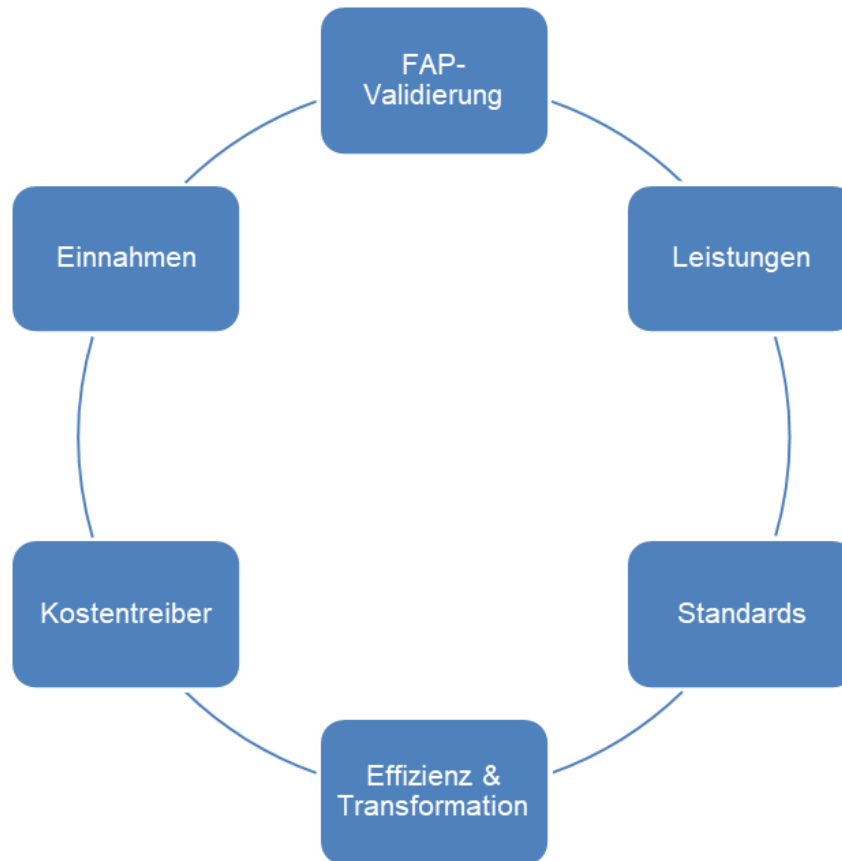 FAP-
Validierung
Einnahmen
Leistungen
Kostentreiber
Standards
Effizienz &
Transformation